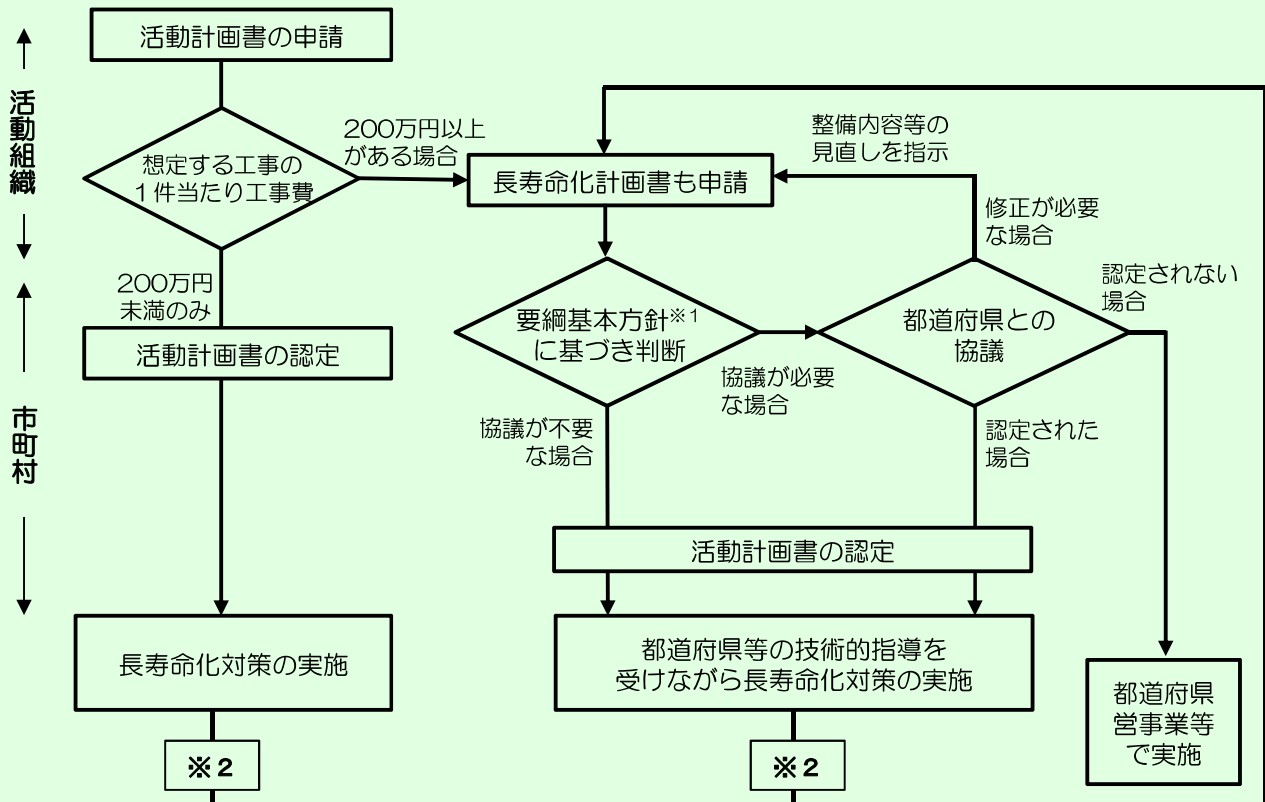 活動組織
市町村
活動計画書の申請
想定する工事の
１件当たり工事費
200万円以上
がある場合
200万円
未満のみ
活動計画書の認定
長寿命化対策の実施
※２
長寿命化計画書も申請
整備内容等の
見直しを指示
修正が必要
な場合
要綱基本方針※1
に基づき判断
協議が必要
な場合
協議が不要
な場合
都道府県との
協議
認定されない
場合
認定された
場合
活動計画書の認定
都道府県等の技術的指導を
受けながら長寿命化対策の実施
※２
都道府県
営事業等
で実施